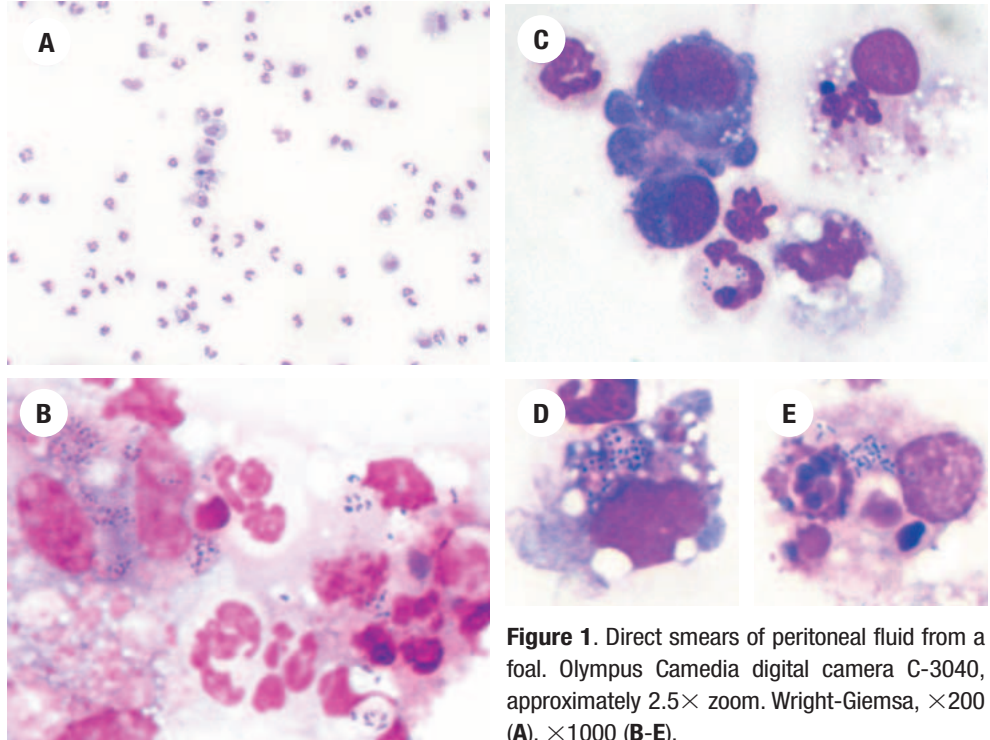 A
C
B
D
E
Figure 1. Direct smears of peritoneal fluid from a
foal. Olympus Camedia digital camera C-3040,
approximately 2.5× zoom. Wright-Giemsa, ×200
(A), ×1000 (B-E).